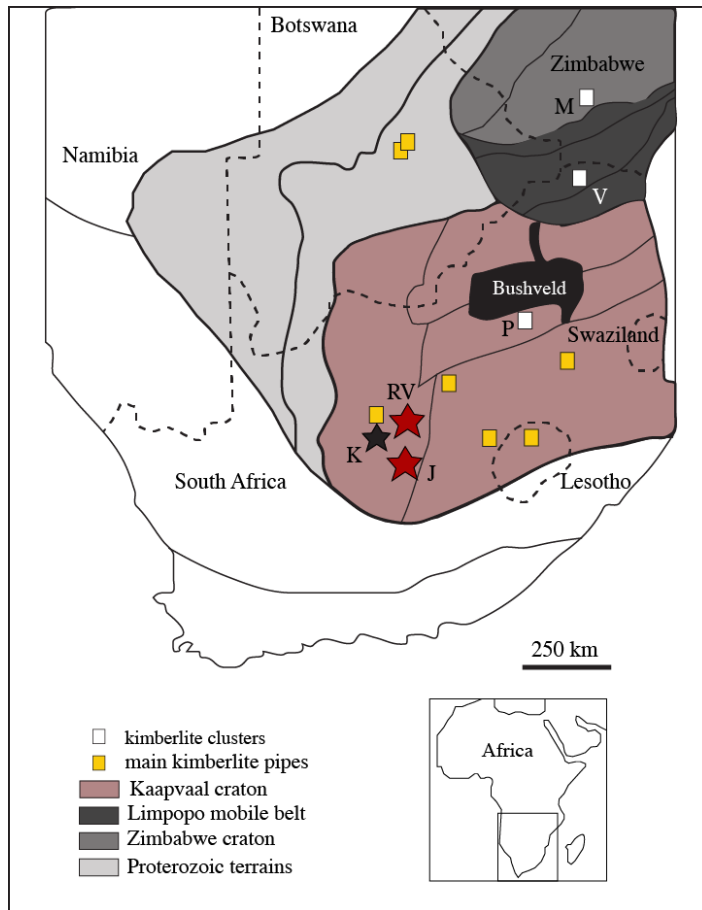 Botswana
Zimbabwe
M
Namibia
V
Bushveld
P
Swaziland
RV
K
South Africa
J
Lesotho
250 km
kimberlite clusters
main kimberlite pipes
Kaapvaal craton
Limpopo mobile belt
Zimbabwe craton
Proterozoic terrains
Africa